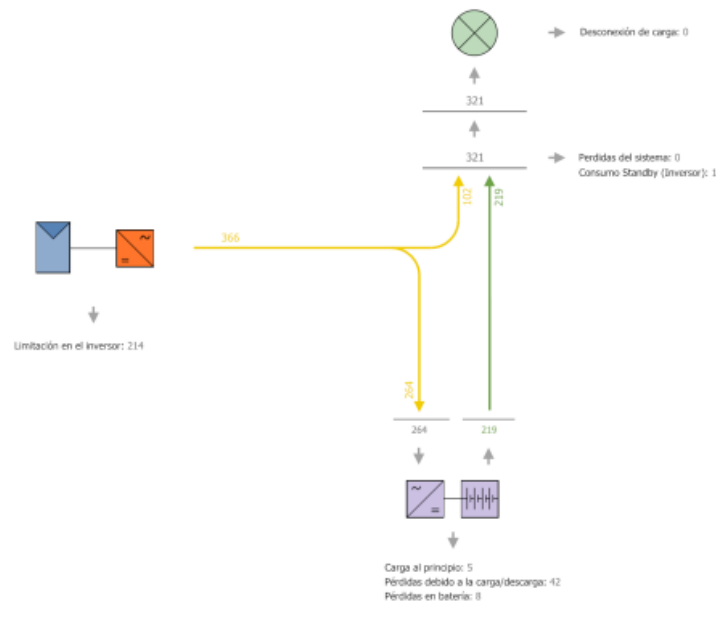 Desconexión de carga: 0
321
321
Perdidas del sistema: 0
Consumo Standby (Inversor): 1
102
219
366
Limitación en el inversor: 214
264
264
219
Carga al principio: 5
Pérdidas debido a la carga/descarga: 42
Pérdidas en batería: 8